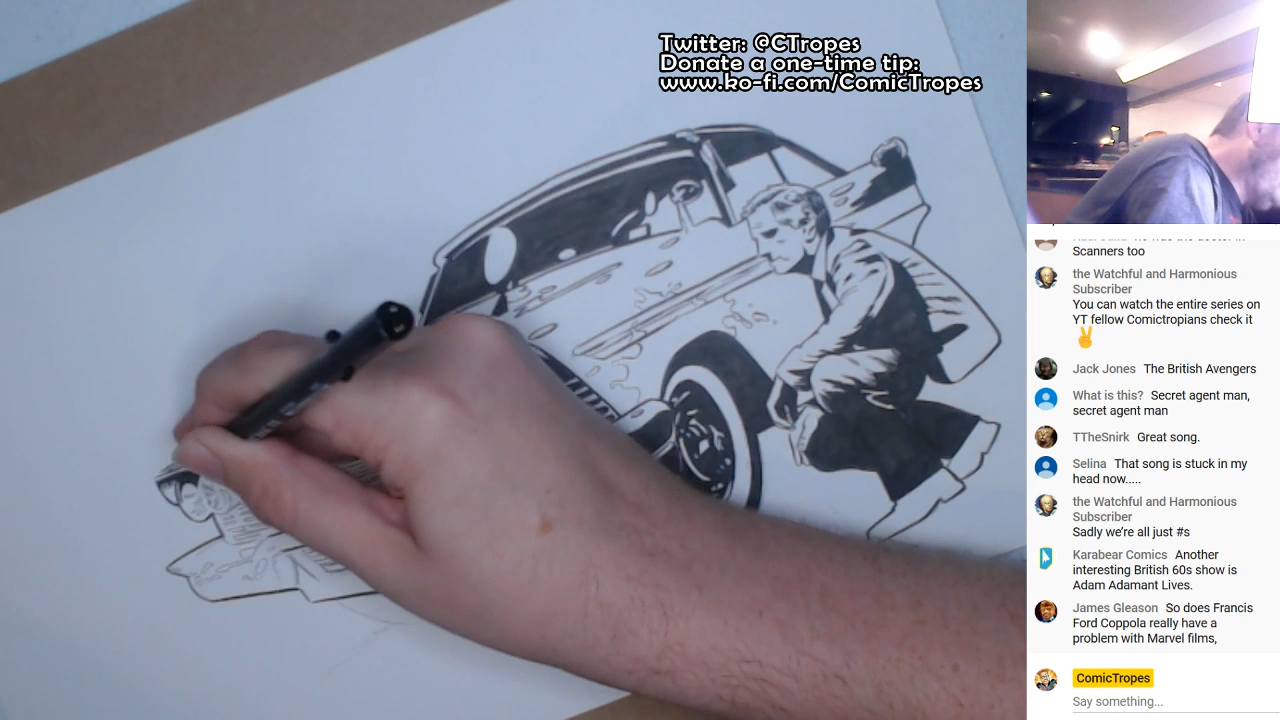 Twitter: @CTropes
Donate a one-time tip:
www.ko-fi.com/ComicTropes
Scanners too
the Watchful and Harmonious
Subscriber
You can watch the entire series on
YT fellow Comictropians check it
✌
Jack Jones The British Avengers
What is this? Secret agent man,
secret agent man
TTheSnirk Great song.
Selina That song is stuck in my
head now.....
the Watchful and Harmonious
Subscriber
Sadly we're all just #s
Karabear Comics Another
interesting British 60s show is
Adam Adamant Lives.
James Gleason So does Francis
Ford Coppola really have a
problem with Marvel films,
ComicTropes
Say something...